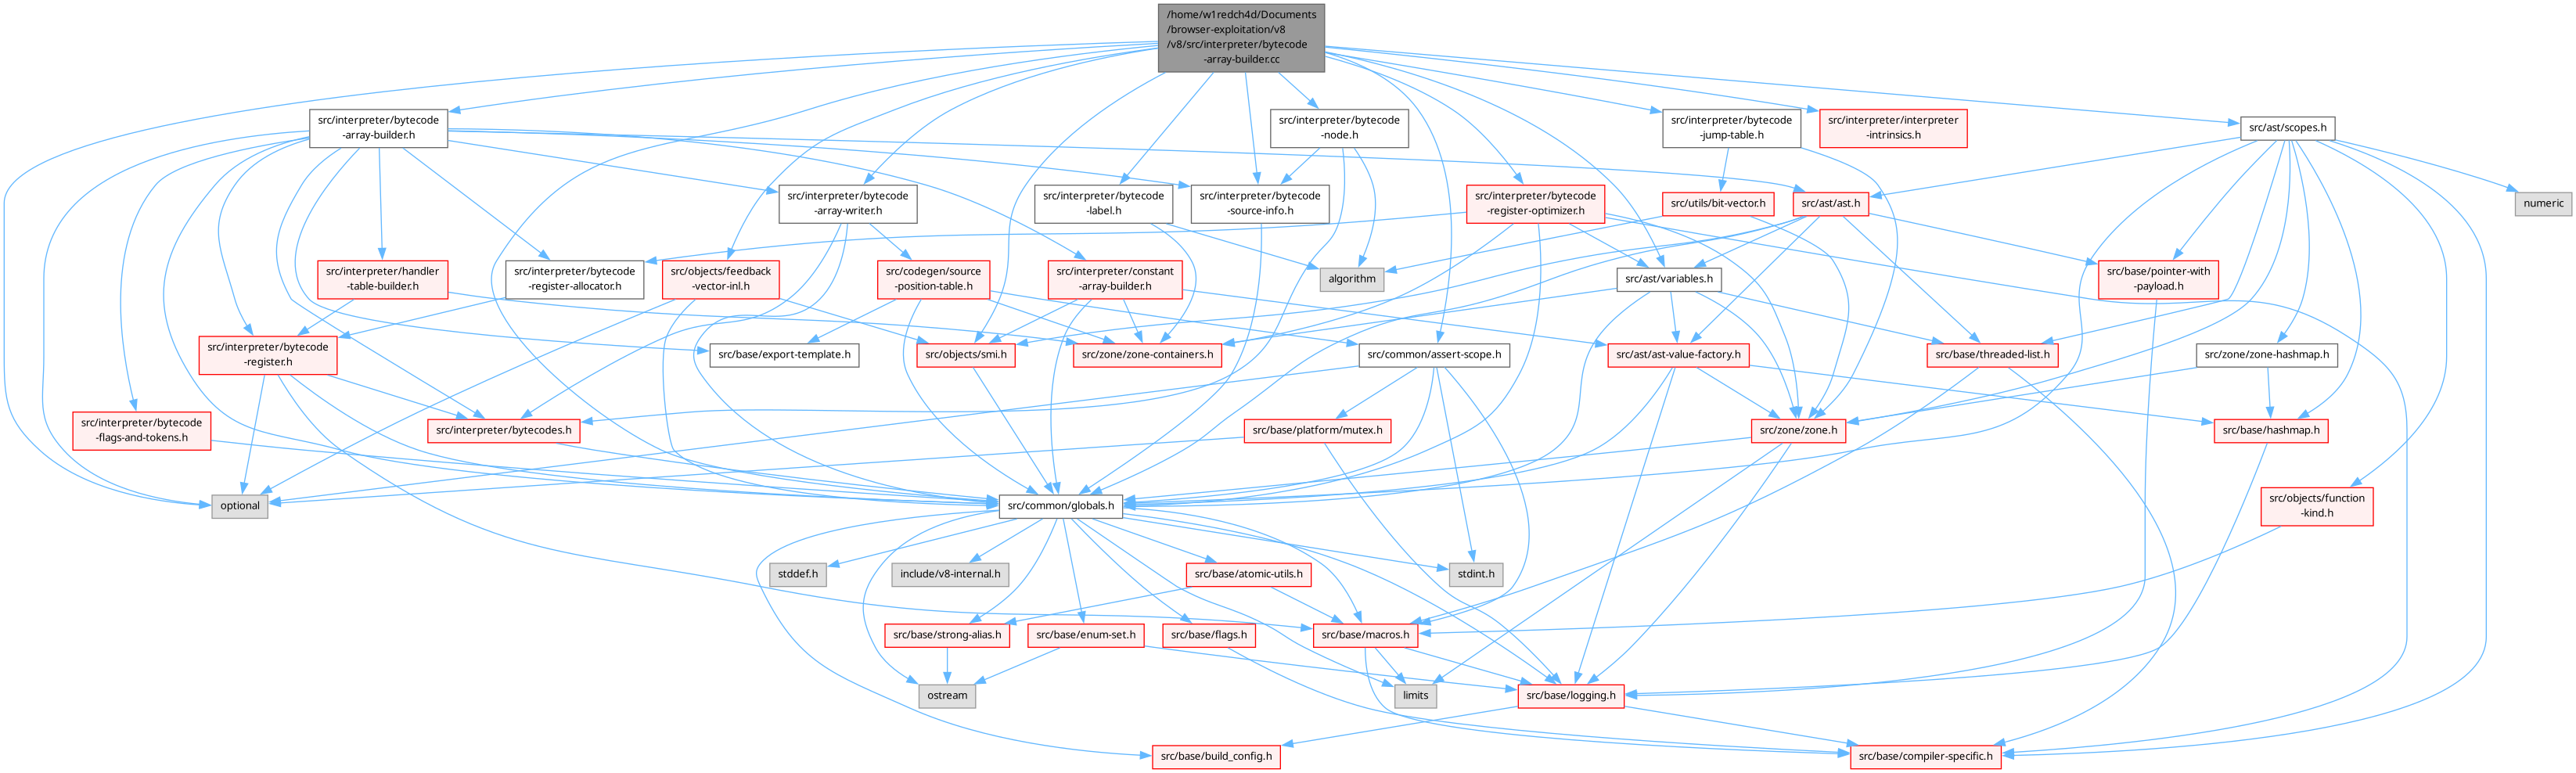 /home/w1redch4d/Documents
/browser-exploitation/v8
/v8/src/interpreter/bytecode
-array-builder.cc
src/interpreter/bytecode
-array-builder.h
src/interpreter/bytecode
-node.h
src/interpreter/bytecode
-jump-table.h
src/interpreter/interpreter
-intrinsics.h
src/ast/scopes.h
src/interpreter/bytecode
-array-writer.h
src/interpreter/bytecode
-label.h
src/interpreter/bytecode
-source-info.h
src/interpreter/bytecode
-register-optimizer.h
src/utils/bit-vector.h
src/ast/ast.h
numeric
src/interpreter/handler
-table-builder.h
src/interpreter/bytecode
-register-allocator.h
src/objects/feedback
-vector-inl.h
src/codegen/source
-position-table.h
src/interpreter/constant
-array-builder.h
algorithm
src/ast/variables.h
src/base/pointer-with
-payload.h
src/interpreter/bytecode
-register.h
src/base/export-template.h
src/objects/smi.h
src/zone/zone-containers.h
src/common/assert-scope.h
src/ast/ast-value-factory.h
src/base/threaded-list.h
src/zone/zone-hashmap.h
src/interpreter/bytecode
-flags-and-tokens.h
src/interpreter/bytecodes.h
src/base/platform/mutex.h
src/zone/zone.h
src/base/hashmap.h
optional
src/common/globals.h
src/objects/function
-kind.h
stddef.h
include/v8-internal.h
src/base/atomic-utils.h
stdint.h
src/base/strong-alias.h
src/base/enum-set.h
src/base/flags.h
src/base/macros.h
ostream
limits
src/base/logging.h
src/base/build_config.h
src/base/compiler-specific.h